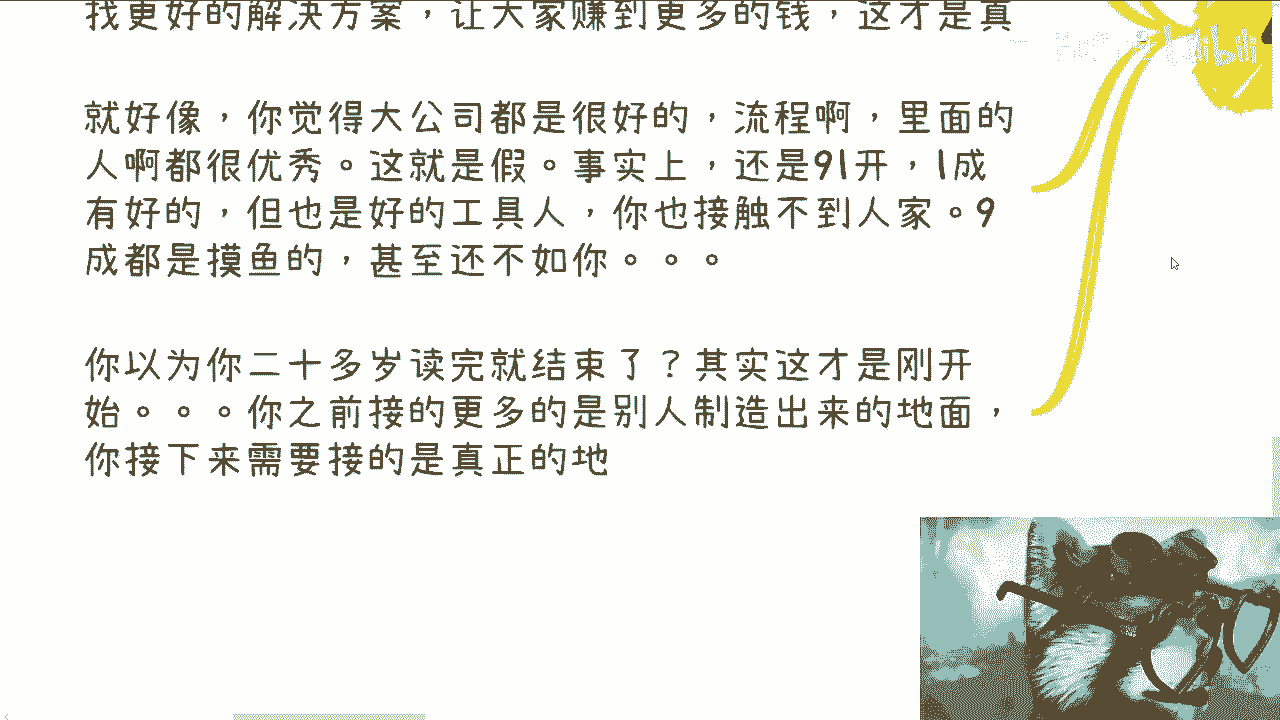 找更好的解决方案，让大家赚到更多的钱，这才是真
就好像，你觉得大公司都是很好的，流程啊，里面的
人啊都很优秀。这就是假。事实上，还是91开，1成
有好的，但也是好的工具人，你也接触不到人家。9
成都是摸鱼的，甚至还不如你。。。
你以为你二十多岁读完就结束了？其实这才是刚开
始。。。你之前接的更多的是别人制造出来的地面，
你接下来需要接的是真正的地